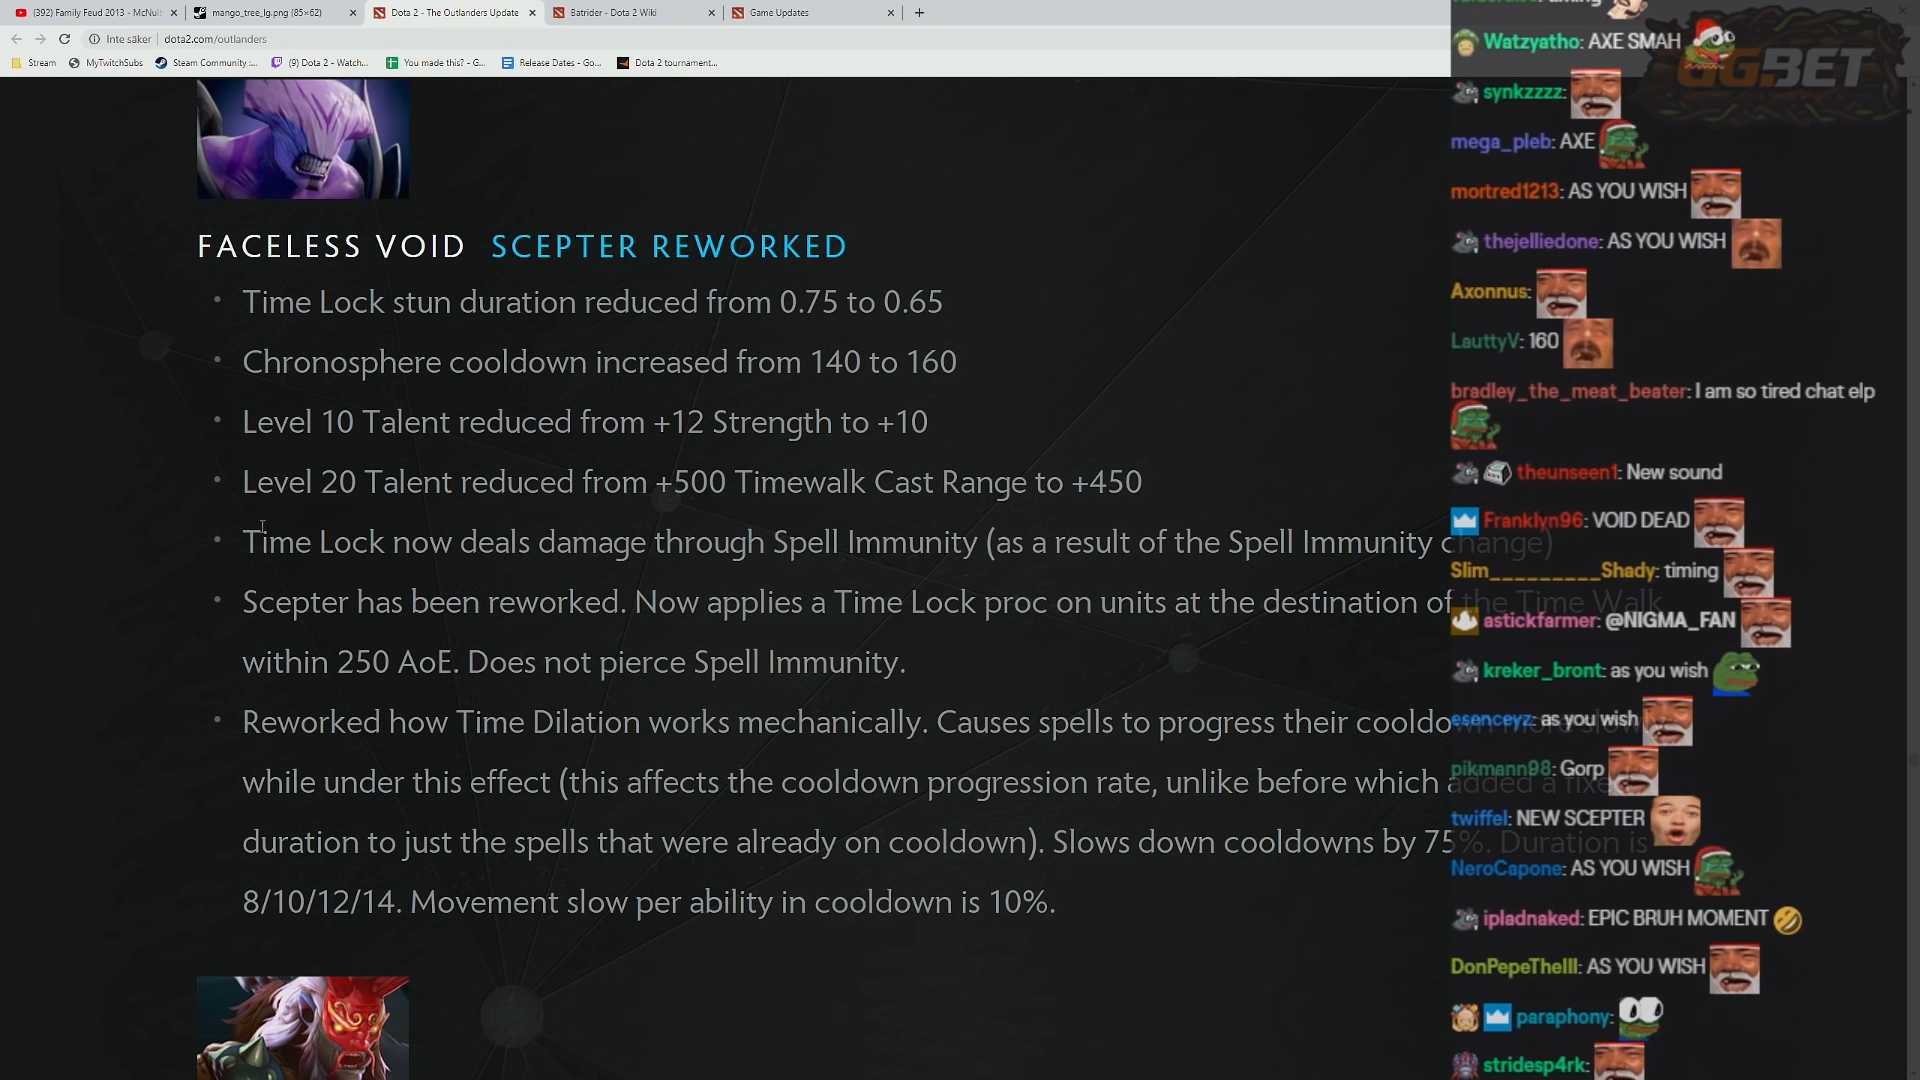 (392) Family Feud 2013 - McNult
mango_tree_lg.png (85×62)
Dota 2 - The Outlanders Update
Batrider - Dota 2 Wiki
Game Updates
Inte säker | dota2.com/outlanders
Stream
MyTwitchSubs
Steam Community :...
(9) Dota 2 - Watch...
You made this? - G...
Release Dates - Go...
Dota 2 tournament...
GG.BET
FACELESS VOID SCEPTER REWORKED
• Time Lock stun duration reduced from 0.75 to 0.65
• Chronosphere cooldown increased from 140 to 160
• Level 10 Talent reduced from +12 Strength to +10
• Level 20 Talent reduced from +500 Timewalk Cast Range to +450
• Time Lock now deals damage through Spell Immunity (as a result of the Spell Immunity change)
• Scepter has been reworked. Now applies a Time Lock proc on units at the destination of the Time Walk
within 250 AoE. Does not pierce Spell Immunity.
• Reworked how Time Dilation works mechanically. Causes spells to progress their cooldown more slowly
while under this effect (this affects the cooldown progression rate, unlike before which added a fixed
duration to just the spells that were already on cooldown). Slows down cooldowns by 75%. Duration is
8/10/12/14. Movement slow per ability in cooldown is 10%.
Watzyatho: AXE SMAH
synkzzzz:
mega_pleb: AXE
mortred1213: AS YOU WISH
thejelliedone: AS YOU WISH
Axonnus:
LauttyV: 160
bradley_the_meat_beater: I am so tired chat elp
theunseen1: New sound
Franklyn96: VOID DEAD
Slim_________Shady: timing
astickfarmer: @NIGMA_FAN
kreker_bront: as you wish
esenceyz: as you wish
pikmann98: Gorp
twiffel: NEW SCEPTER
NeroCapone: AS YOU WISH
ipladnaked: EPIC BRUH MOMENT
DonPepeTheIII: AS YOU WISH
paraphony:
stridesp4rk: